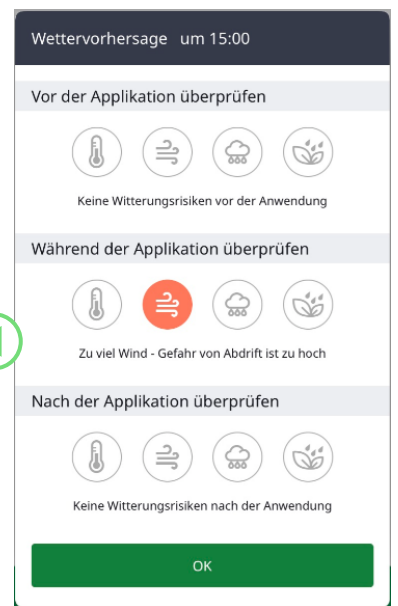 Wettervorhersage um 15:00
Vor der Applikation überprüfen
Keine Witterungsrisiken vor der Anwendung
Während der Applikation überprüfen
Zu viel Wind - Gefahr von Abdrift ist zu hoch
Nach der Applikation überprüfen
Keine Witterungsrisiken nach der Anwendung
OK